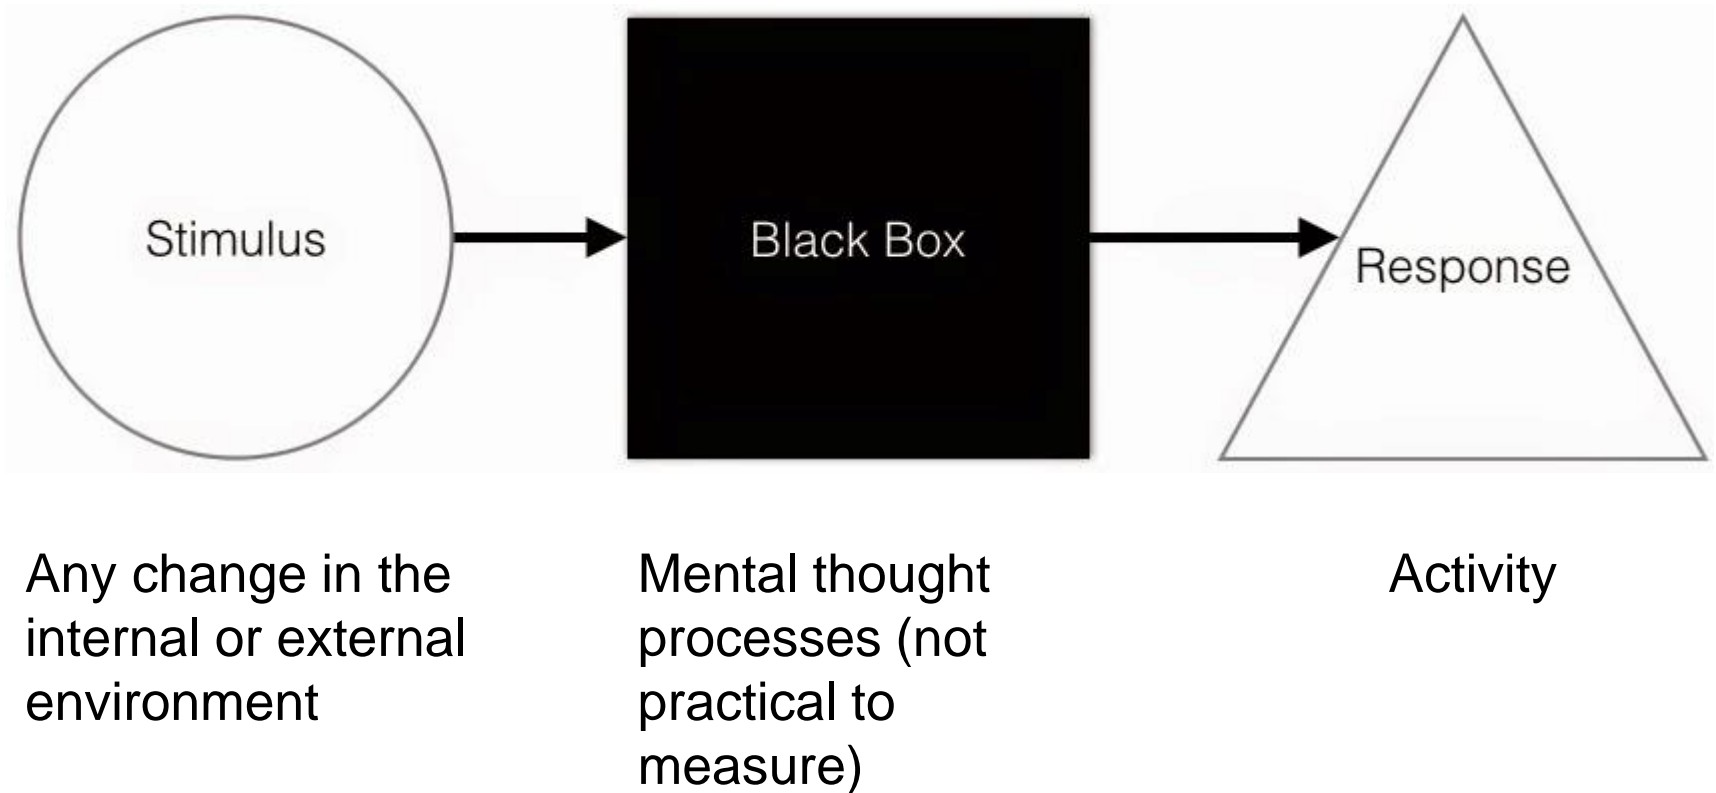 Stimulus
Black Box
Response
Any change in the
internal or external
environment
Mental thought
processes (not
practical to
measure)
Activity